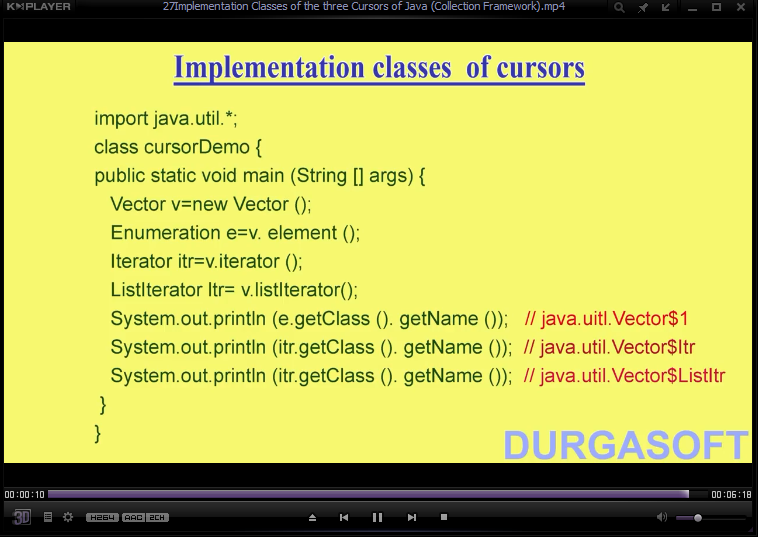 KMPLAYER 27Implementation Classes of the three Cursors of Java (Collection Framework).mp4
Implementation classes of cursors
import java.util.*;
class cursorDemo {
public static void main (String [] args) {
Vector v=new Vector ();
Enumeration e=v. element ();
Iterator itr=v.iterator ();
ListIterator ltr= v.listIterator();
System.out.println (e.getClass (). getName ()); // java.uitl.Vector$1
System.out.println (itr.getClass (). getName ()); // java.util.Vector$Itr
System.out.println (itr.getClass (). getName ()); // java.util.Vector$ListItr
}
}
DURGASOFT
00:00:10 00:06:18
3D H264 AAC 2CH